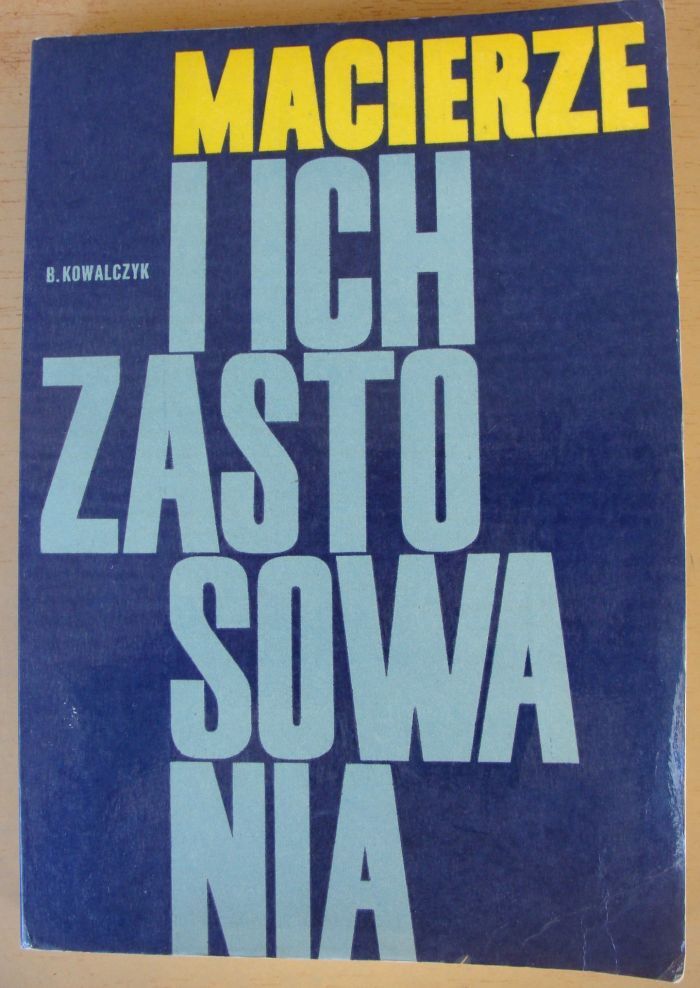 MACIERZE
I ICH
B. KOWALCZYK
ZASTO
SOWA
NIA